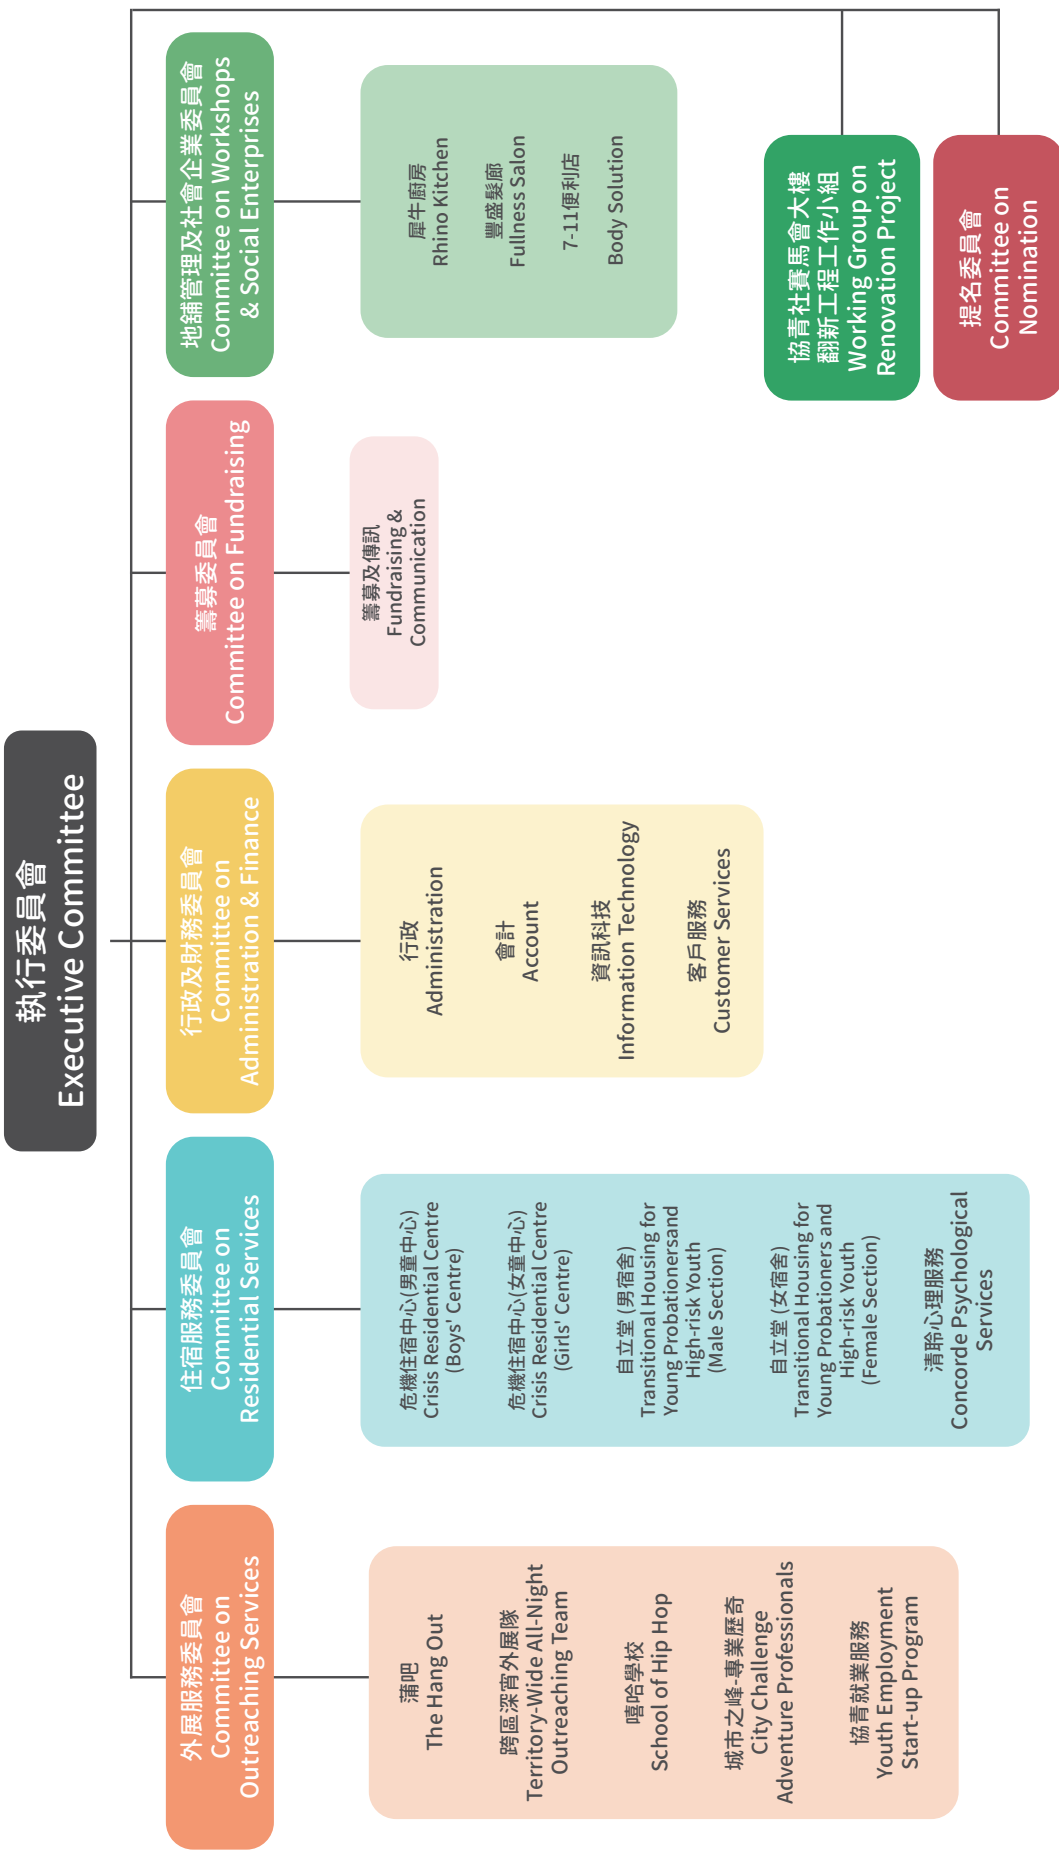 執行委員會
Executive Committee
外展服務委員會
Committee on
Outreaching Services
蒲吧
The Hang Out
跨區深宵外展隊
Territory-Wide All-Night
Outreaching Team
嘻哈學校
School of Hip Hop
城市之峰-專業歷奇
City Challenge
Adventure Professionals
協青就業服務
Youth Employment
Start-up Program
住宿服務委員會
Committee on
Residential Services
危機住宿中心(男童中心)
Crisis Residential Centre
(Boys' Centre)
危機住宿中心(女童中心)
Crisis Residential Centre
(Girls' Centre)
自立堂 (男宿舍)
Transitional Housing for
Young Probationersand
High-risk Youth
(Male Section)
自立堂 (女宿舍)
Transitional Housing for
Young Probationers and
High-risk Youth
(Female Section)
清聆心理服務
Concorde Psychological
Services
行政及財務委員會
Committee on
Administration & Finance
行政
Administration
會計
Account
資訊科技
Information Technology
客戶服務
Customer Services
籌募委員會
Committee on Fundraising
籌募及傳訊
Fundraising &
Communication
地舖管理及社會企業委員會
Committee on Workshops
& Social Enterprises
犀牛廚房
Rhino Kitchen
豐盛髮廊
Fullness Salon
7-11便利店
Body Solution
協青社賽馬會大樓
翻新工程工作小組
Working Group on
Renovation Project
提名委員會
Committee on
Nomination